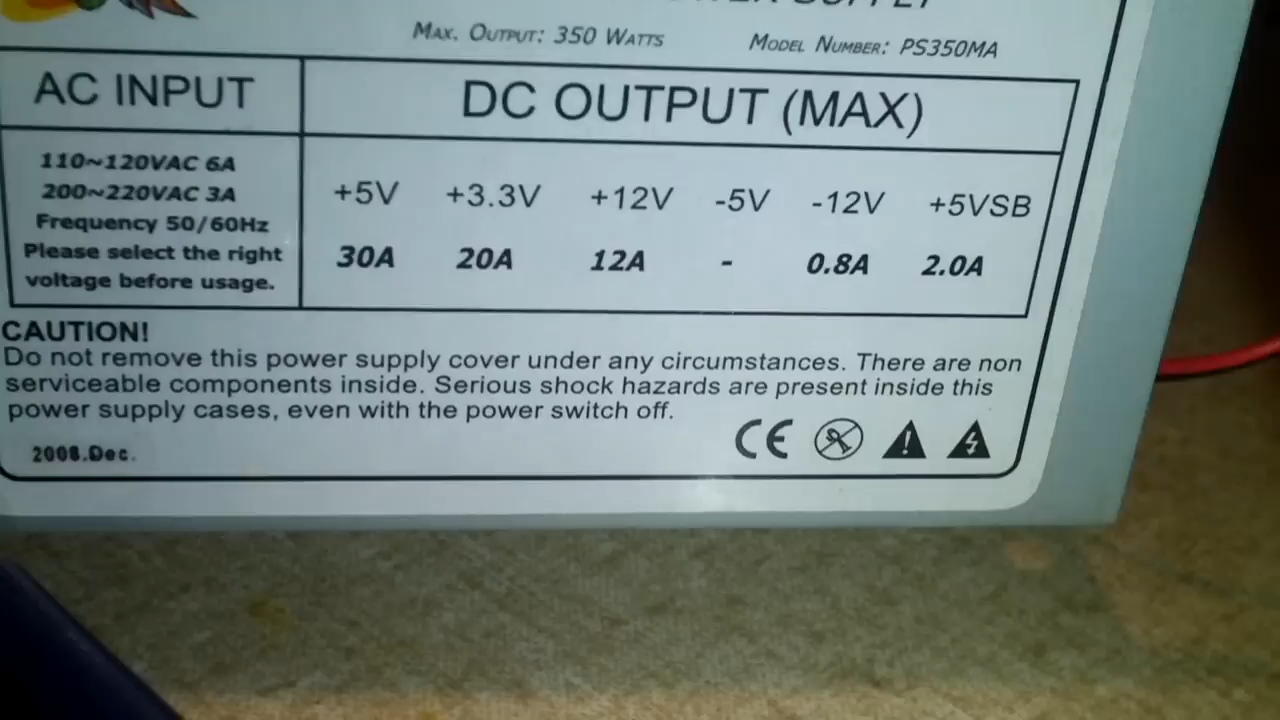 SUPPLY
MAX. OUTPUT: 350 WATTS MODEL NUMBER: PS350MA
AC INPUT DC OUTPUT (MAX)
110~120VAC 6A
200~220VAC 3A
Frequency 50/60Hz
Please select the right
voltage before usage.
+5V +3.3V +12V -5V -12V +5VSB
30A 20A 12A - 0.8A 2.0A
CAUTION!
Do not remove this power supply cover under any circumstances. There are non
serviceable components inside. Serious shock hazards are present inside this
power supply cases, even with the power switch off.
CE
2008.Dec.